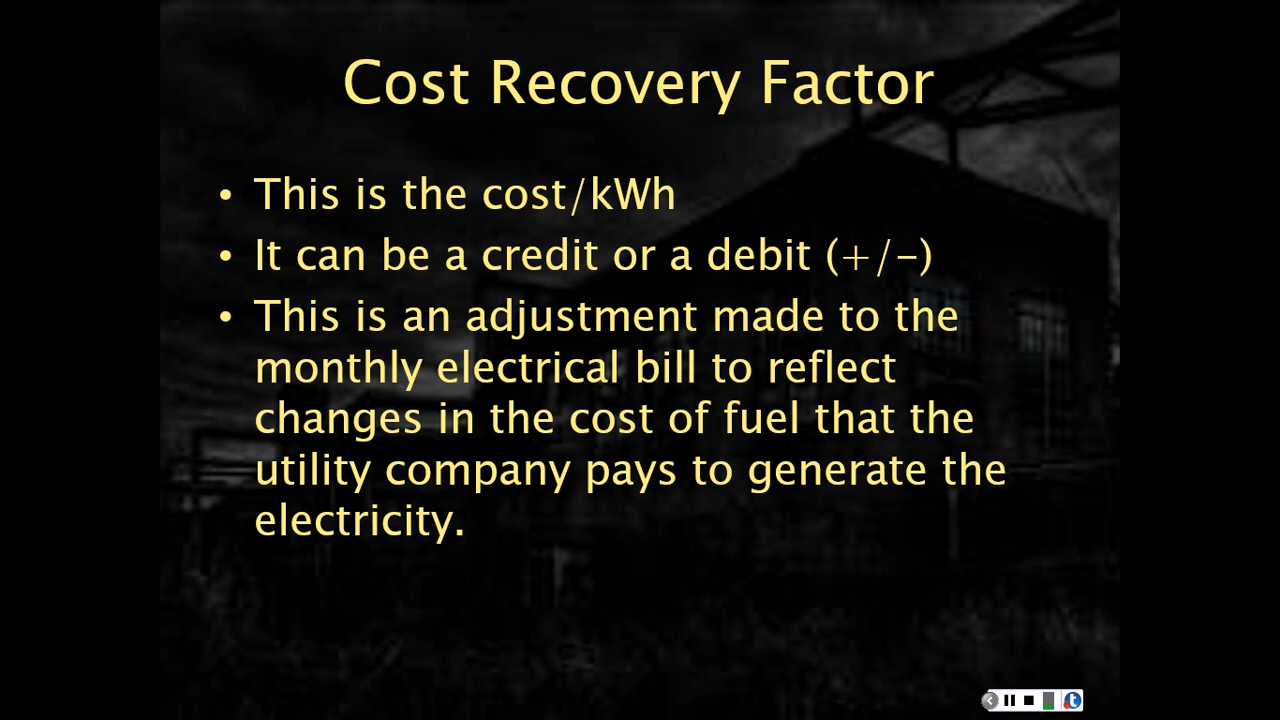 Cost Recovery Factor
• This is the cost/kWh
• It can be a credit or a debit (+/–)
• This is an adjustment made to the
monthly electrical bill to reflect
changes in the cost of fuel that the
utility company pays to generate the
electricity.
t